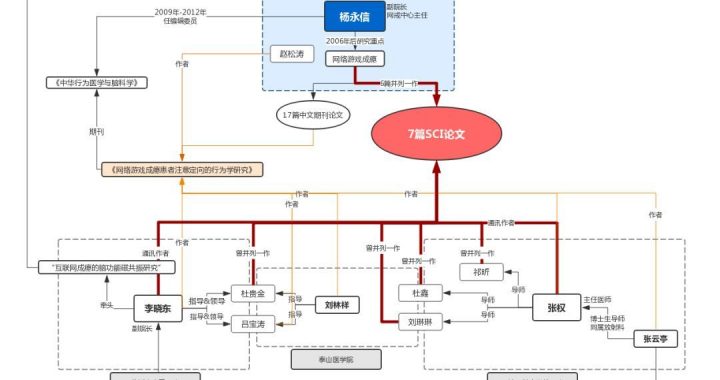 2009年-2012年
任编辑委员
杨永信
副院长
网戒中心主任
2006年后研究重点
赵松涛
网络游戏成瘾
作者
《中华行为医学与脑科学》
6篇并列一作
17篇中文期刊论文
7篇SCI论文
期刊
《网络游戏成瘾患者注意定向的行为学研究》
作者
作者
作者
作者
通讯作者
作者
通讯作者
曾并列一作
曾并列一作
曾并列一作
曾并列一作
“互联网成瘾的脑功能磁共振研究”
祁妍
牵头
李晓东
副院长
指导&领导
指导&领导
杜贵金
吕宝涛
指导
指导
刘林祥
杜鑫
刘琳琳
导师
导师
导师
张权
主任医师
博士生导师
同属放射科
张云亭
泰山医学院